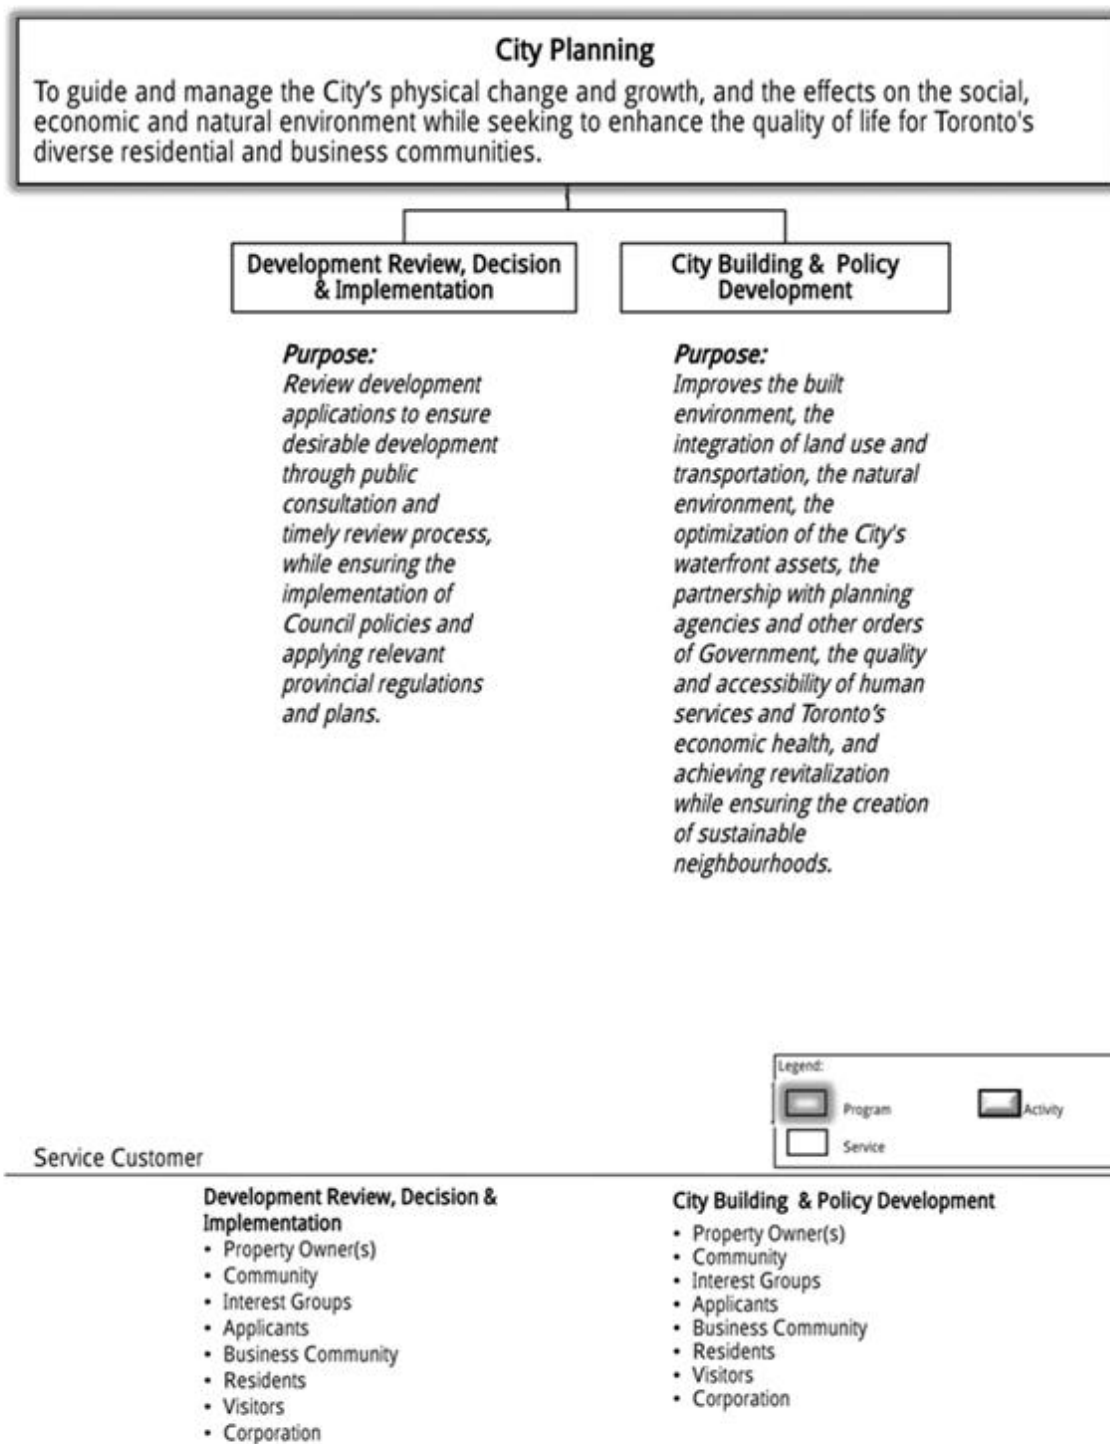 City Planning
To guide and manage the City's physical change and growth, and the effects on the social,
economic and natural environment while seeking to enhance the quality of life for Toronto's
diverse residential and business communities.
Development Review, Decision
& Implementation
City Building & Policy
Development
Purpose:
Review development
applications to ensure
desirable development
through public
consultation and
timely review process,
while ensuring the
implementation of
Council policies and
applying relevant
provincial regulations
and plans.
Purpose:
Improves the built
environment, the
integration of land use and
transportation, the natural
environment, the
optimization of the City's
waterfront assets, the
partnership with planning
agencies and other orders
of Government, the quality
and accessibility of human
services and Toronto's
economic health, and
achieving revitalization
while ensuring the creation
of sustainable
neighbourhoods.
Legend:
Program
Activity
Service
Service Customer
Development Review, Decision &
Implementation
• Property Owner(s)
• Community
• Interest Groups
• Applicants
• Business Community
• Residents
• Visitors
• Corporation
City Building & Policy Development
• Property Owner(s)
• Community
• Interest Groups
• Applicants
• Business Community
• Residents
• Visitors
• Corporation